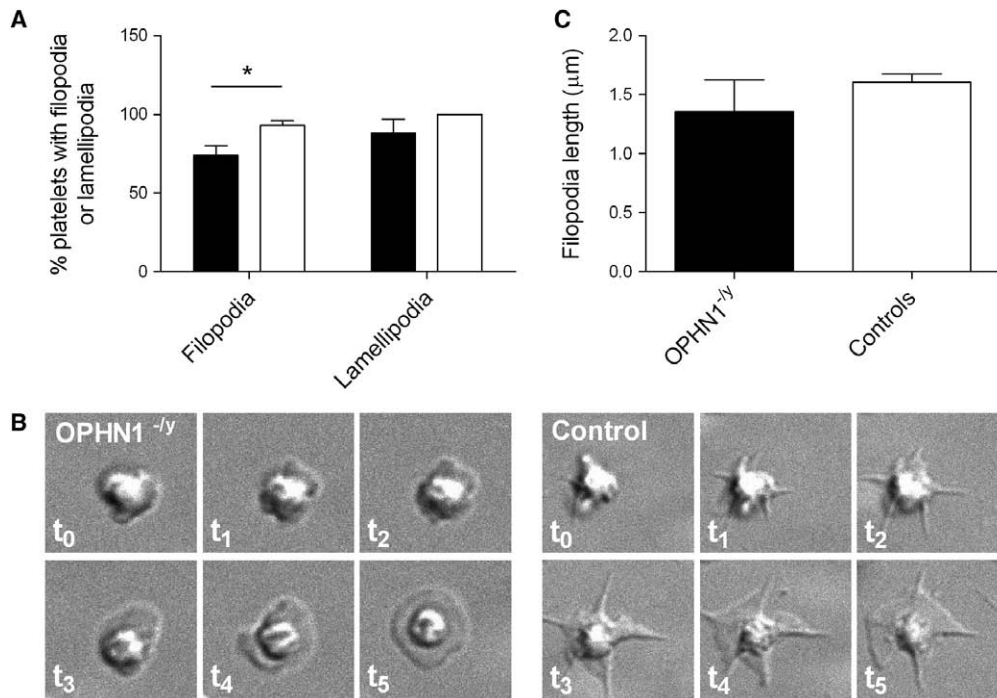 A
% platelets with filopodia
or lamellipodia
150
100
50
0
*
Filopodia
Lamellipodia
C
Filopodia length (μm)
2.0
1.5
1.0
0.5
0.0
OPHN1-/y
Controls
B
OPHN1 -/y
t0
t1
t2
t3
t4
t5
Control
t0
t1
t2
t3
t4
t5